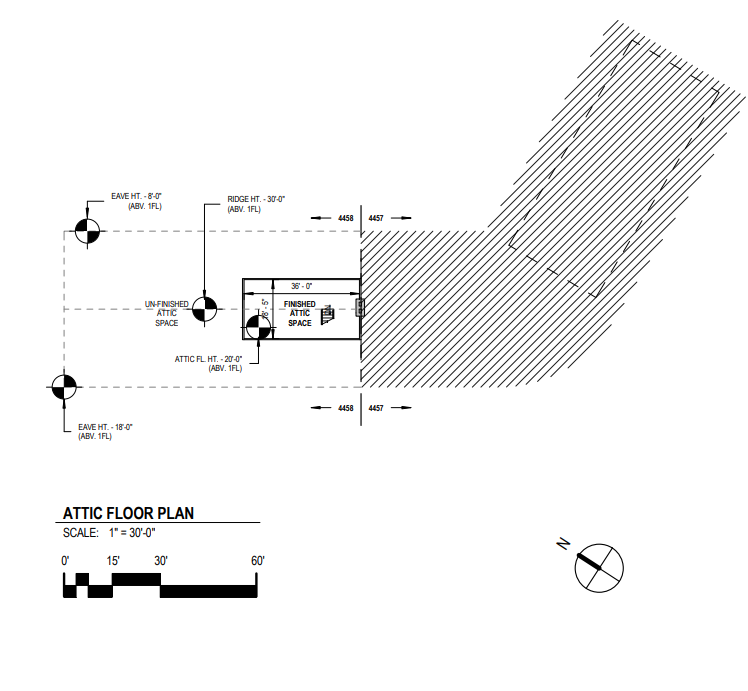 EAVE HT. - 8'-0"
(ABV. 1FL)
RIDGE HT. - 30'-0"
(ABV. 1FL)
4458
4457
36' - 0"
UN-FINISHED
ATTIC
SPACE
FINISHED
ATTIC
SPACE
ATTIC FL. HT. - 20'-0"
(ABV. 1FL)
4458
4457
EAVE HT. - 18'-0"
(ABV. 1FL)
ATTIC FLOOR PLAN
SCALE: 1" = 30'-0"
0' 15' 30' 60'
N